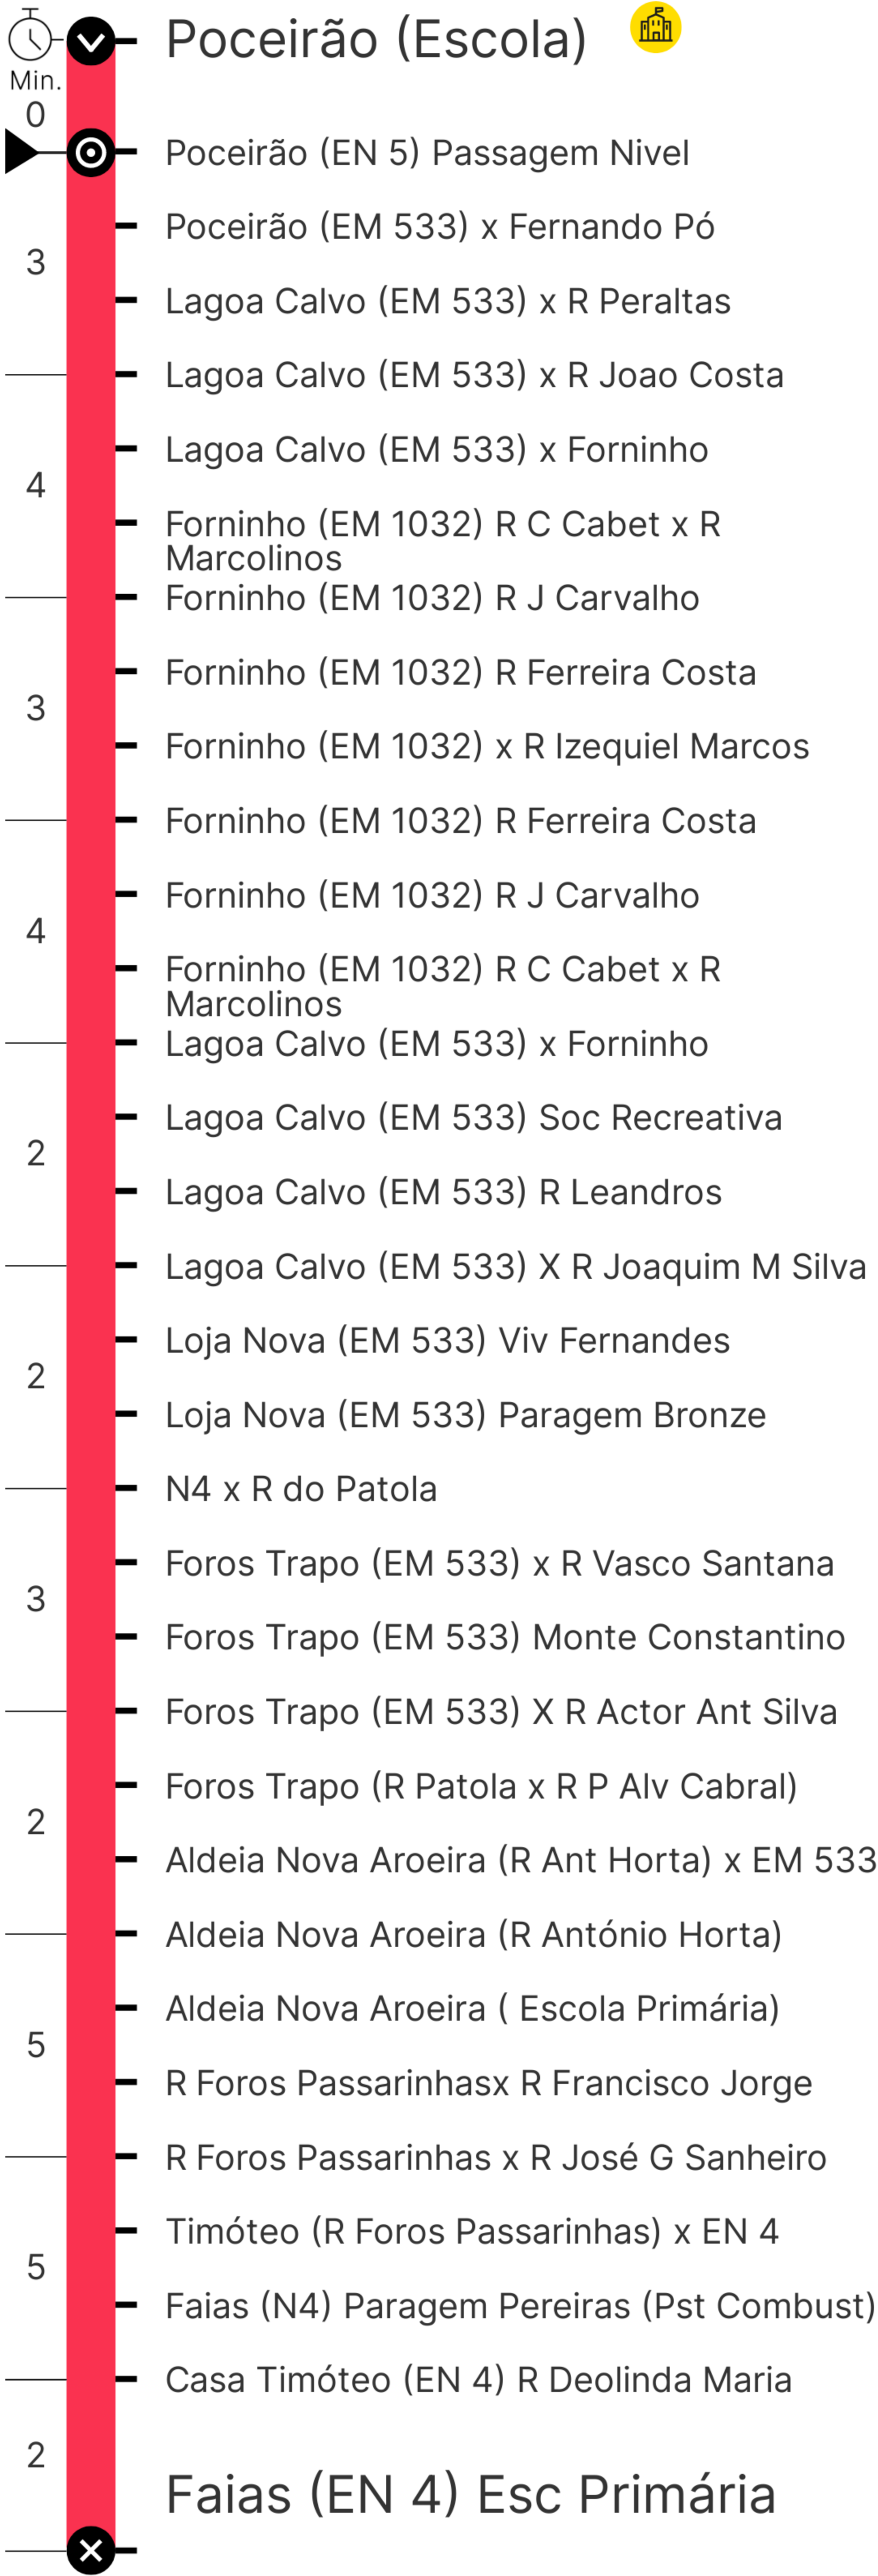 Poceirão (Escola)
Min.
0
Poceirão (EN 5) Passagem Nivel
Poceirão (EM 533) x Fernando Pó
3
Lagoa Calvo (EM 533) x R Peraltas
Lagoa Calvo (EM 533) x R Joao Costa
Lagoa Calvo (EM 533) x Forninho
4
Forninho (EM 1032) R C Cabet x R
Marcolinos
Forninho (EM 1032) R J Carvalho
Forninho (EM 1032) R Ferreira Costa
3
Forninho (EM 1032) x R Izequiel Marcos
Forninho (EM 1032) R Ferreira Costa
Forninho (EM 1032) R J Carvalho
4
Forninho (EM 1032) R C Cabet x R
Marcolinos
Lagoa Calvo (EM 533) x Forninho
Lagoa Calvo (EM 533) Soc Recreativa
2
Lagoa Calvo (EM 533) R Leandros
Lagoa Calvo (EM 533) X R Joaquim M Silva
Loja Nova (EM 533) Viv Fernandes
2
Loja Nova (EM 533) Paragem Bronze
N4 x R do Patola
Foros Trapo (EM 533) x R Vasco Santana
3
Foros Trapo (EM 533) Monte Constantino
Foros Trapo (EM 533) X R Actor Ant Silva
Foros Trapo (R Patola x R P Alv Cabral)
2
Aldeia Nova Aroeira (R Ant Horta) x EM 533
Aldeia Nova Aroeira (R António Horta)
Aldeia Nova Aroeira ( Escola Primária)
5
R Foros Passarinhasx R Francisco Jorge
R Foros Passarinhas x R José G Sanheiro
Timóteo (R Foros Passarinhas) x EN 4
5
Faias (N4) Paragem Pereiras (Pst Combust)
Casa Timóteo (EN 4) R Deolinda Maria
2
Faias (EN 4) Esc Primária